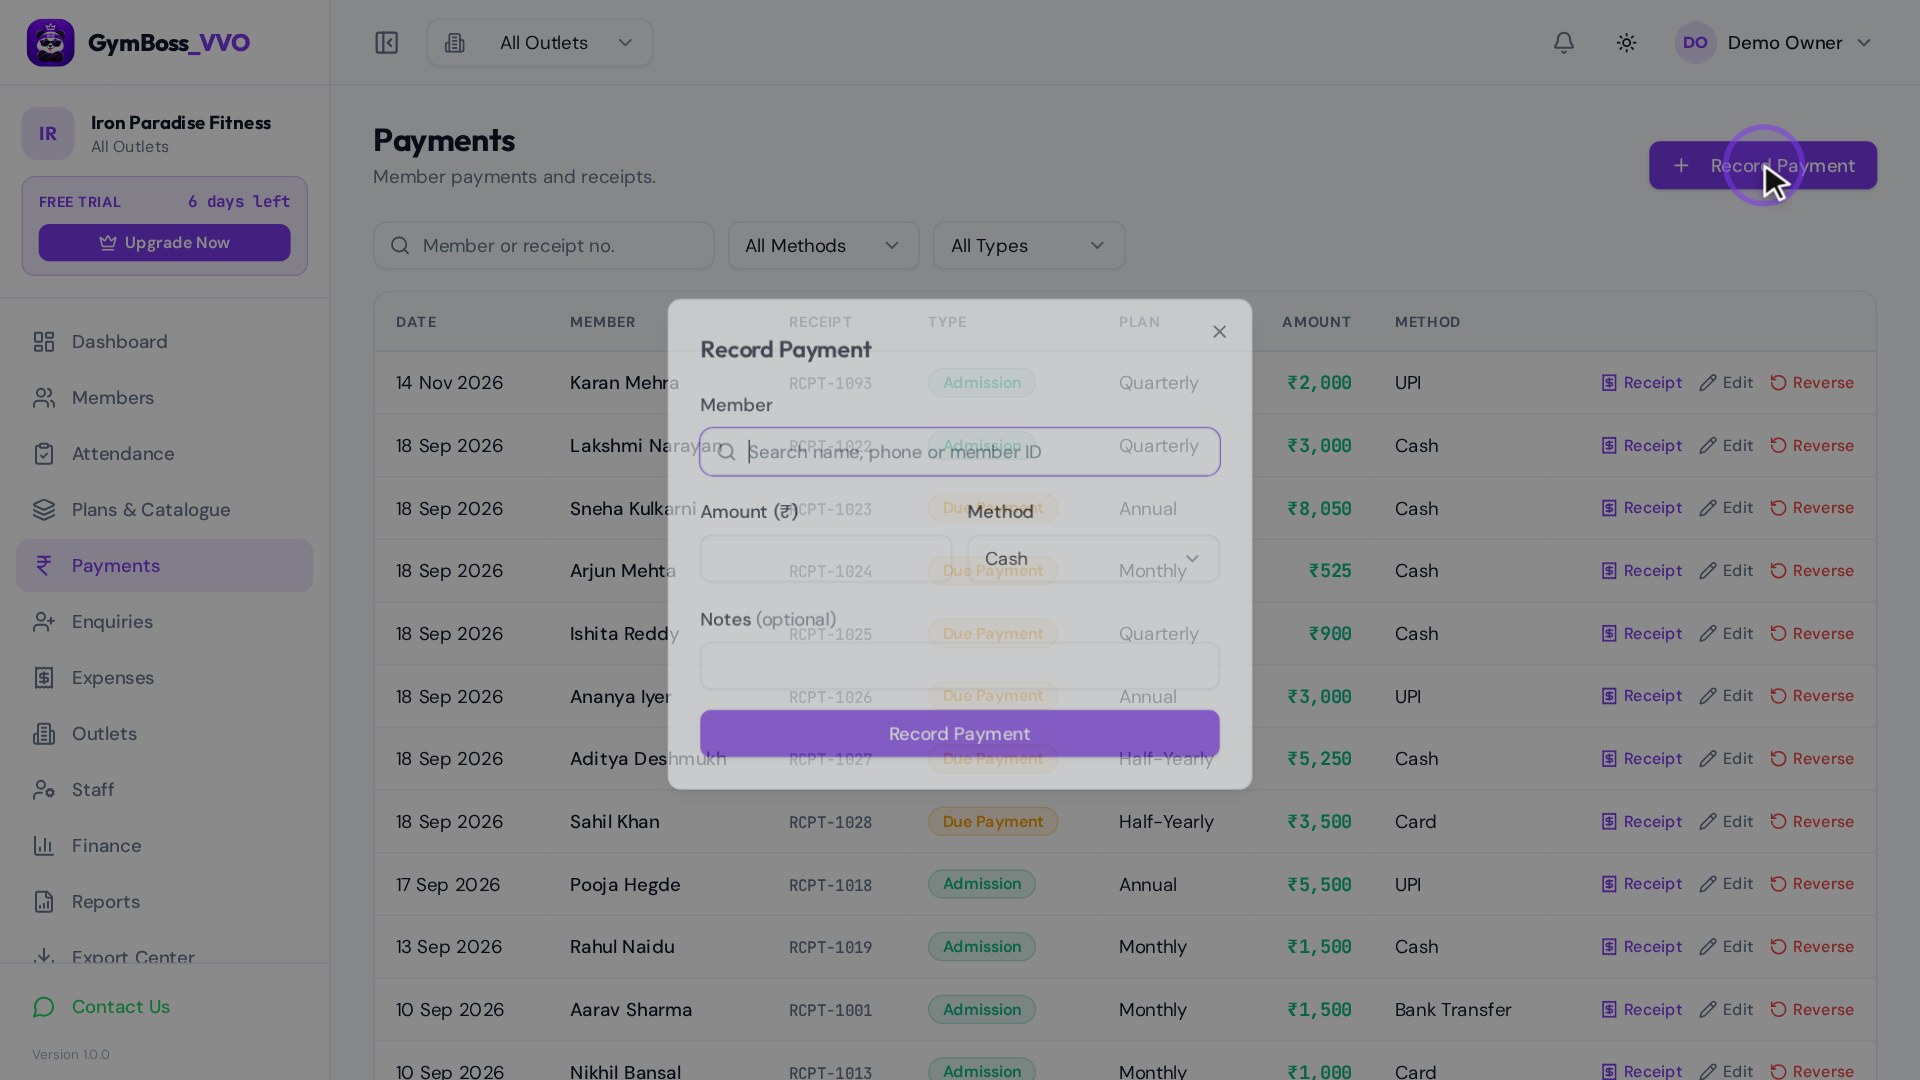 GymBoss_VVO
All Outlets
DO Demo Owner
IR Iron Paradise Fitness
All Outlets
FREE TRIAL 6 days left
Upgrade Now
Dashboard
Members
Attendance
Plans & Catalogue
Payments
Enquiries
Expenses
Outlets
Staff
Finance
Reports
Export Center
Contact Us
Version 1.0.0
Payments
Member payments and receipts.
+ Record Payment
Member or receipt no.
All Methods
All Types
DATE MEMBER RECEIPT TYPE PLAN AMOUNT METHOD
14 Nov 2026 Karan Mehra RCPT-1093 Admission Quarterly ₹2,000 UPI Receipt Edit Reverse
18 Sep 2026 Lakshmi Narayan RCPT-1022 Admission Quarterly ₹3,000 Cash Receipt Edit Reverse
18 Sep 2026 Sneha Kulkarni RCPT-1023 Due Payment Annual ₹8,050 Cash Receipt Edit Reverse
18 Sep 2026 Arjun Mehta RCPT-1024 Due Payment Monthly ₹525 Cash Receipt Edit Reverse
18 Sep 2026 Ishita Reddy RCPT-1025 Due Payment Quarterly ₹900 Cash Receipt Edit Reverse
18 Sep 2026 Ananya Iyer RCPT-1026 Due Payment Annual ₹3,000 UPI Receipt Edit Reverse
18 Sep 2026 Aditya Deshmukh RCPT-1027 Due Payment Half-Yearly ₹5,250 Cash Receipt Edit Reverse
18 Sep 2026 Sahil Khan RCPT-1028 Due Payment Half-Yearly ₹3,500 Card Receipt Edit Reverse
17 Sep 2026 Pooja Hegde RCPT-1018 Admission Annual ₹5,500 UPI Receipt Edit Reverse
13 Sep 2026 Rahul Naidu RCPT-1019 Admission Monthly ₹1,500 Cash Receipt Edit Reverse
10 Sep 2026 Aarav Sharma RCPT-1001 Admission Monthly ₹1,500 Bank Transfer Receipt Edit Reverse
10 Sep 2026 Nikhil Bansal RCPT-1013 Admission Monthly ₹1,000 Card Receipt Edit Reverse
Record Payment
Member
Search name, phone or member ID
Amount (₹) Method
Cash
Notes (optional)
Record Payment